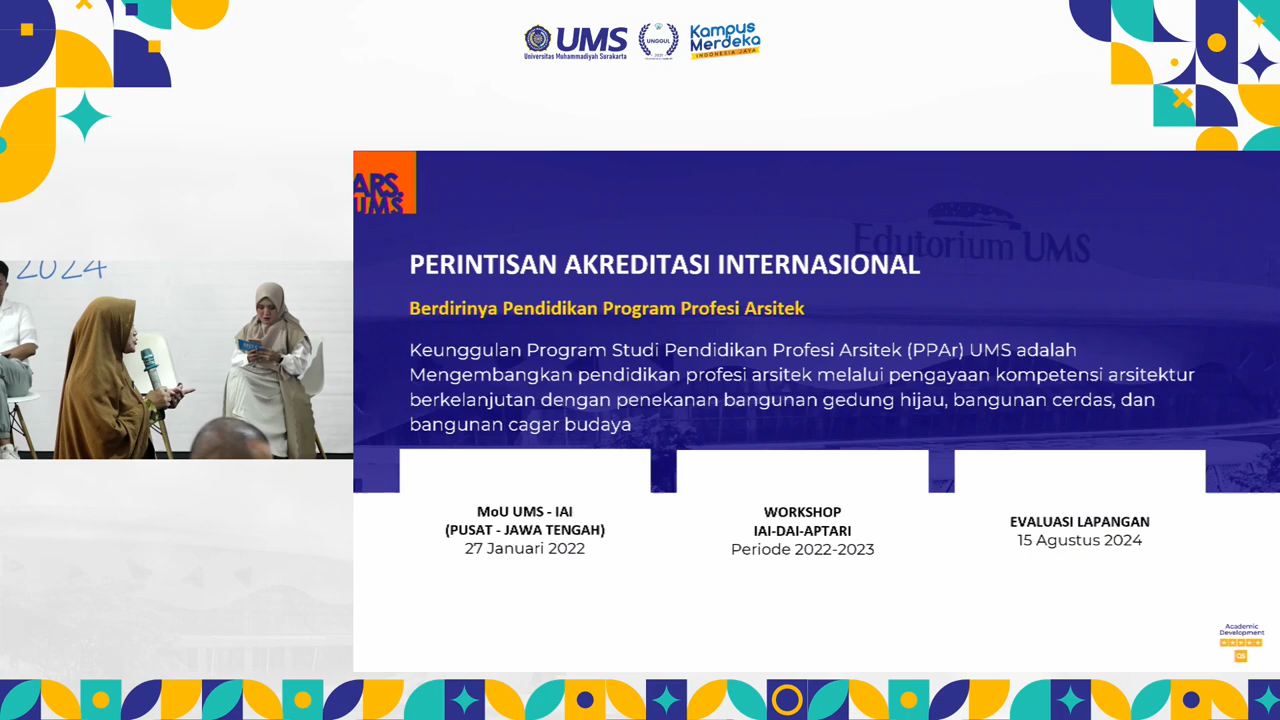 UMS
Universitas Muhammadiyah Surakarta
UNGGUL
Kampus
Merdeka
INDONESIA JAYA
ARS.
UMS
Edutorium UMS
2024
PERINTISAN AKREDITASI INTERNASIONAL
Berdirinya Pendidikan Program Profesi Arsitek
Keunggulan Program Studi Pendidikan Profesi Arsitek (PPAr) UMS adalah
Mengembangkan pendidikan profesi arsitek melalui pengayaan kompetensi arsitektur
berkelanjutan dengan penekanan bangunan gedung hijau, bangunan cerdas, dan
bangunan cagar budaya
MoU UMS - IAI
(PUSAT - JAWA TENGAH)
27 Januari 2022
WORKSHOP
IAI-DAI-APTARI
Periode 2022-2023
EVALUASI LAPANGAN
15 Agustus 2024
Academic
Development
QS